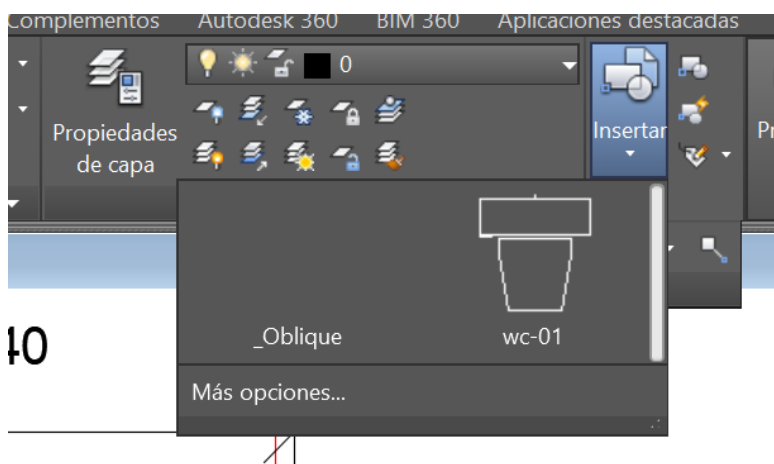 Complementos Autodesk 360 BIM 360 Aplicaciones destacadas
0
Propiedades
de capa
Insertar
_Oblique wc-01
Más opciones...
40